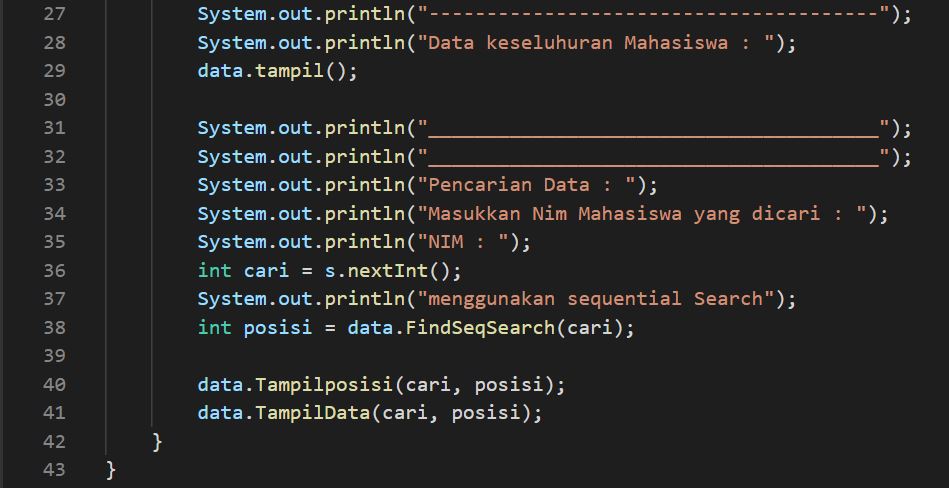 27 System.out.println("---------------------------------------");
28 System.out.println("Data keseluhuran Mahasiswa : ");
29 data.tampil();
30
31 System.out.println("_______________________________________");
32 System.out.println("_______________________________________");
33 System.out.println("Pencarian Data : ");
34 System.out.println("Masukkan Nim Mahasiswa yang dicari : ");
35 System.out.println("NIM : ");
36 int cari = s.nextInt();
37 System.out.println("menggunakan sequential Search");
38 int posisi = data.FindSeqSearch(cari);
39
40 data.Tampilposisi(cari, posisi);
41 data.TampilData(cari, posisi);
42 }
43 }